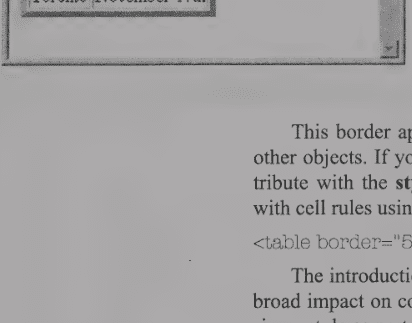 Toronto November
This border ap
other objects. If yo
tribute with the st
with cell rules usin
<table border="5
The introducti
broad impact on co